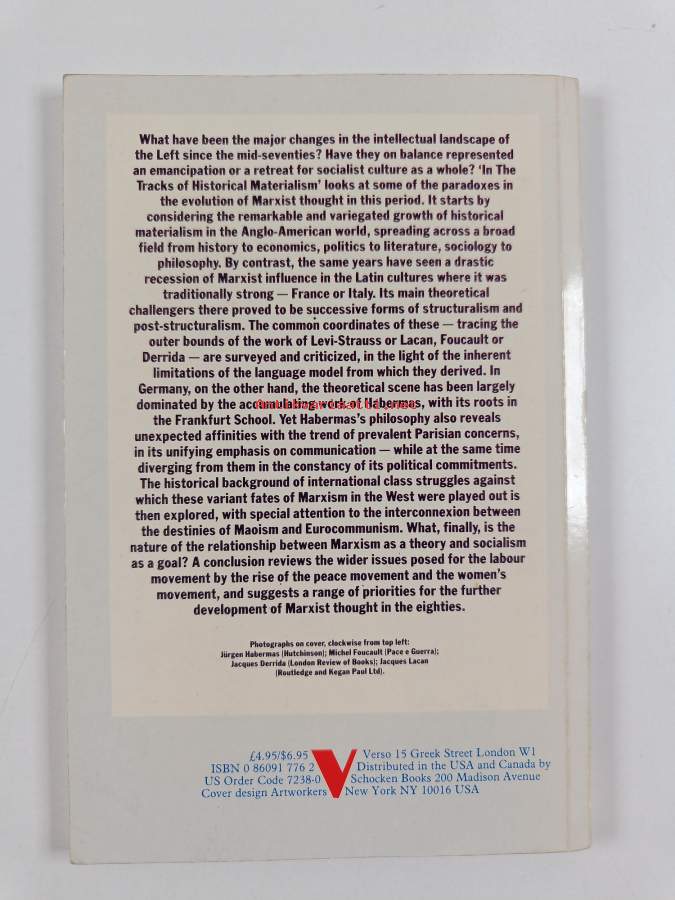 What have been the major changes in the intellectual landscape of
the Left since the mid-seventies? Have they on balance represented
an emancipation or a retreat for socialist culture as a whole? ‘In The
Tracks of Historical Materialism’ looks at some of the paradoxes in
the evolution of Marxist thought in this period. It starts by
considering the remarkable and variegated growth of historical
materialism in the Anglo-American world, spreading across a broad
field from history to economics, politics to literature, sociology to
philosophy. By contrast, the same years have seen a drastic
recession of Marxist influence in the Latin cultures where it was
traditionally strong — France or Italy. Its main theoretical
challengers there proved to be successive forms of structuralism and
post-structuralism. The common coordinates of these — tracing the
outer bounds of the work of Levi-Strauss or Lacan, Foucault or
Derrida — are surveyed and criticized, in the light of the inherent
limitations of the language model from which they derived. In
Germany, on the other hand, the theoretical scene has been largely
dominated by the accumulating work of Habermas, with its roots in
the Frankfurt School. Yet Habermas’s philosophy also reveals
unexpected affinities with the trend of prevalent Parisian concerns,
in its unifying emphasis on communication — while at the same time
diverging from them in the constancy of its political commitments.
The historical background of international class struggles against
which these variant fates of Marxism in the West were played out is
then explored, with special attention to the interconnexion between
the destinies of Maoism and Eurocommunism. What, finally, is the
nature of the relationship between Marxism as a theory and socialism
as a goal? A conclusion reviews the wider issues posed for the labour
movement by the rise of the peace movement and the women’s
movement, and suggests a range of priorities for the further
development of Marxist thought in the eighties.
Photographs on cover, clockwise from top left:
Jürgen Habermas (Hutchinson); Michel Foucault (Pace e Guerra);
Jacques Derrida (London Review of Books); Jacques Lacan
(Routledge and Kegan Paul Ltd).
£4.95/$6.95
ISBN 0 86091 776 2
US Order Code 7238-0
Cover design Artworkers
V
Verso 15 Greek Street London W1
Distributed in the USA and Canada by
Schocken Books 200 Madison Avenue
New York NY 10016 USA